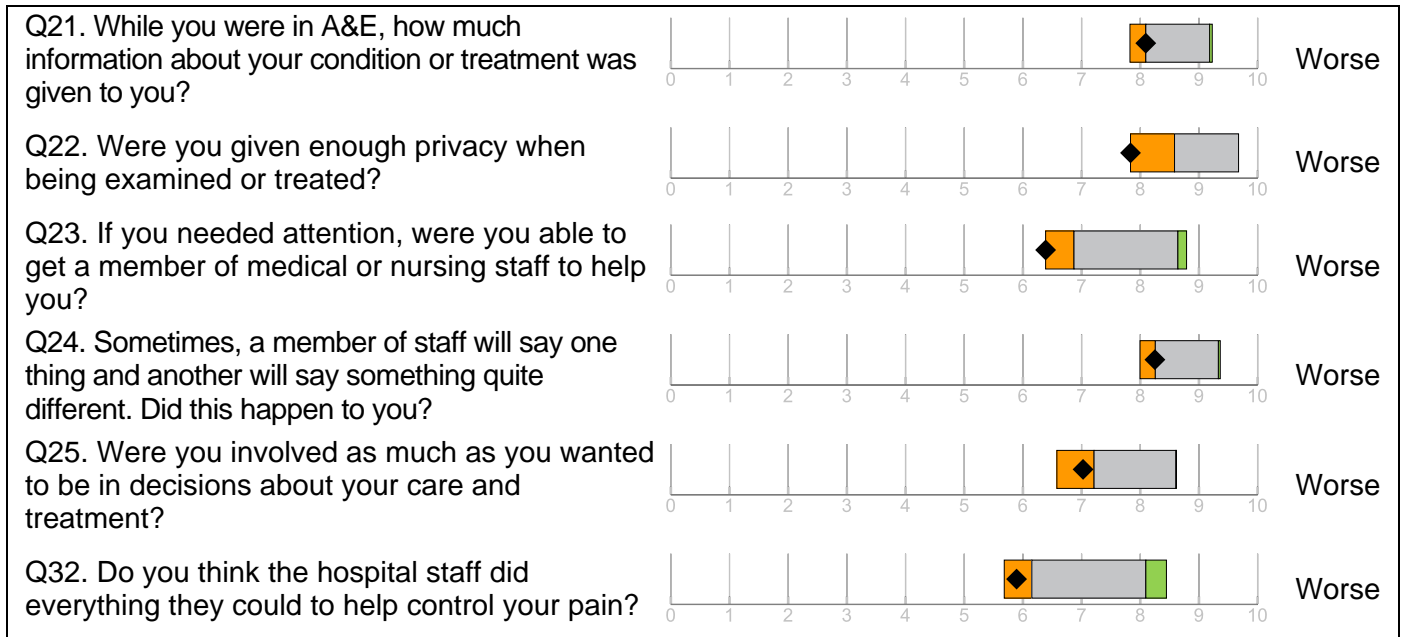 Q21. While you were in A&E, how much
information about your condition or treatment was
given to you?
0 1 2 3 4 5 6 7 8 9 10
Worse
Q22. Were you given enough privacy when
being examined or treated?
0 1 2 3 4 5 6 7 8 9 10
Worse
Q23. If you needed attention, were you able to
get a member of medical or nursing staff to help
you?
0 1 2 3 4 5 6 7 8 9 10
Worse
Q24. Sometimes, a member of staff will say one
thing and another will say something quite
different. Did this happen to you?
0 1 2 3 4 5 6 7 8 9 10
Worse
Q25. Were you involved as much as you wanted
to be in decisions about your care and
treatment?
0 1 2 3 4 5 6 7 8 9 10
Worse
Q32. Do you think the hospital staff did
everything they could to help control your pain?
0 1 2 3 4 5 6 7 8 9 10
Worse